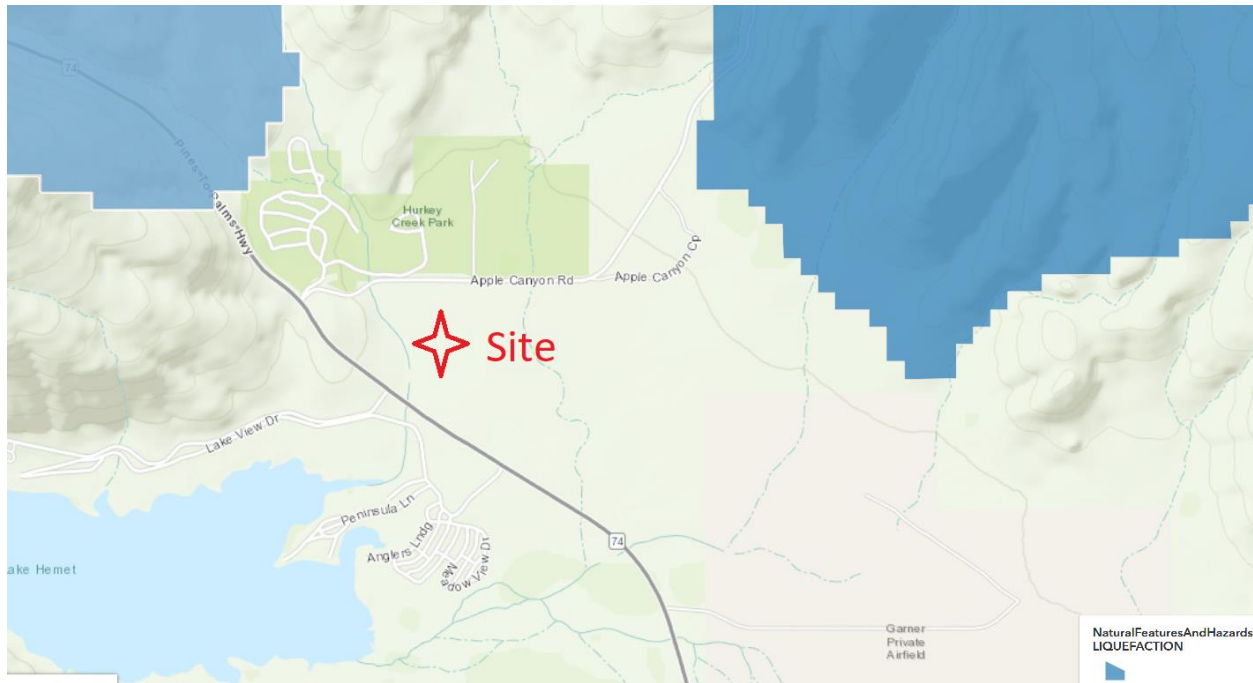 74
Pines-To-Palms-Hwy
Hurkey
Creek Park
Apple Canyon Rd
Apple Canyon Cp
Site
Lake View Dr
Peninsula Ln
Anglers Lndg
Meadow View Dr
74
ake Hemet
Garner
Private
Airfield
NaturalFeaturesAndHazards
LIQUEFACTION